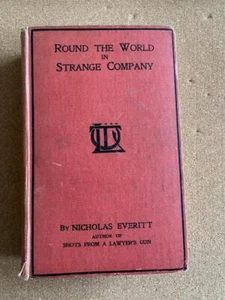 ROUND THE WORLD
IN
STRANGE COMPANY
BY NICHOLAS EVERITT
AUTHOR OF
SHOTS FROM A LAWYER'S GUN